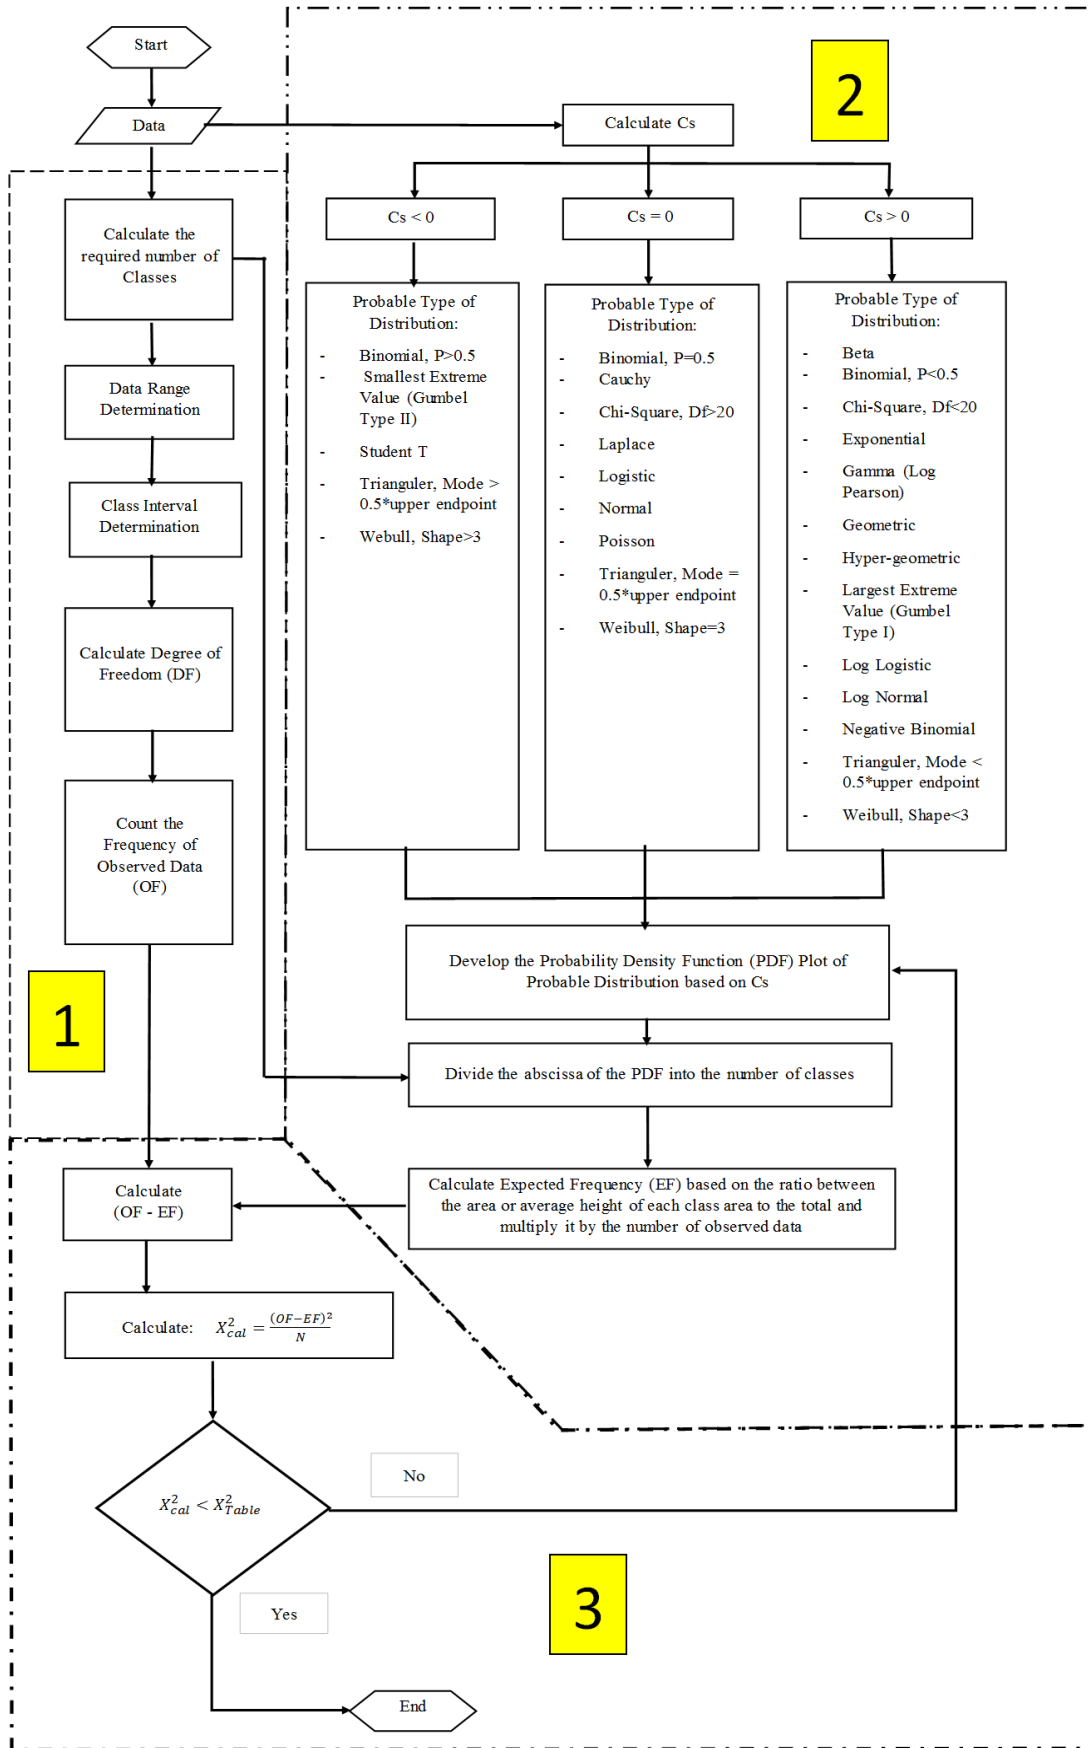 Start
Data
2
Calculate Cs
Cs < 0
Cs = 0
Cs > 0
Calculate the
required number of
Classes
Data Range
Determination
Class Interval
Determination
Calculate Degree of
Freedom (DF)
Count the
Frequency of
Observed Data
(OF)
1
Probable Type of
Distribution:
- Binomial, P>0.5
- Smallest Extreme
Value (Gumbel
Type II)
- Student T
- Trianguler, Mode >
0.5*upper endpoint
- Webull, Shape>3
Probable Type of
Distribution:
- Binomial, P=0.5
- Cauchy
- Chi-Square, Df>20
- Laplace
- Logistic
- Normal
- Poisson
- Trianguler, Mode =
0.5*upper endpoint
- Weibull, Shape=3
Probable Type of
Distribution:
- Beta
- Binomial, P<0.5
- Chi-Square, Df<20
- Exponential
- Gamma (Log
Pearson)
- Geometric
- Hyper-geometric
- Largest Extreme
Value (Gumbel
Type I)
- Log Logistic
- Log Normal
- Negative Binomial
- Trianguler, Mode <
0.5*upper endpoint
- Weibull, Shape<3
Develop the Probability Density Function (PDF) Plot of
Probable Distribution based on Cs
Divide the abscissa of the PDF into the number of classes
Calculate Expected Frequency (EF) based on the ratio between
the area or average height of each class area to the total and
multiply it by the number of observed data
Calculate
(OF - EF)
Calculate: X²cal = (OF−EF)²/N
X²cal < X²Table
No
Yes
3
End